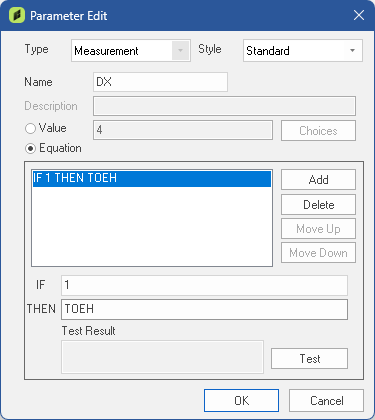 Parameter Edit
Type Measurement Style Standard
Name DX
Description
Value 4 Choices
Equation
IF 1 THEN TOEH
Add
Delete
Move Up
Move Down
IF 1
THEN TOEH
Test Result
Test
OK Cancel